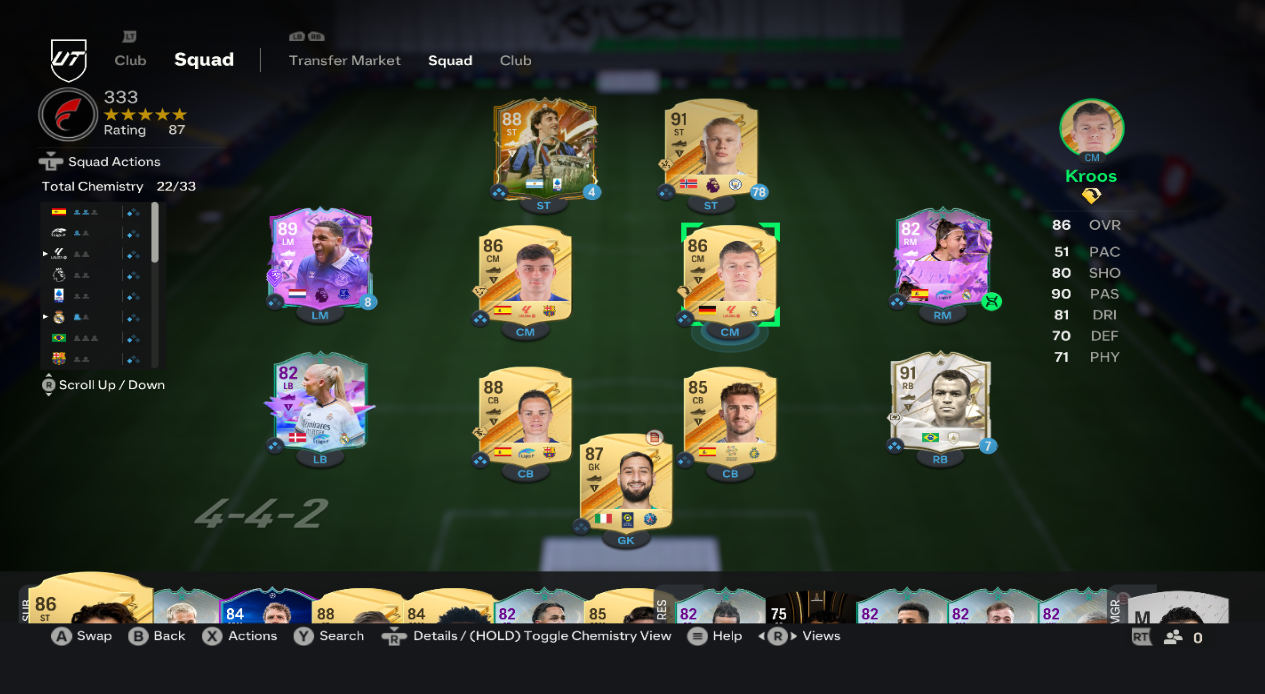 LT
LB RB
UT Club Squad Transfer Market Squad Club
333
Rating 87
Squad Actions
Total Chemistry 22/33
R Scroll Up / Down
4-4-2
88
ST
4
ST
91
ST
78
ST
89
LM
8
LM
86
CM
CM
86
CM
CM
82
RM
RM
82
LB
LB
88
CB
CB
85
CB
CB
91
RB
7
RB
87
GK
GK
CM
Kroos
86 OVR
51 PAC
80 SHO
90 PAS
81 DRI
70 DEF
71 PHY
SUB
86
ST
84
88
84
82
85
RES
82
75
82
82
82
MGR
M
A Swap B Back X Actions Y Search R Details / (HOLD) Toggle Chemistry View Help R Views RT 0